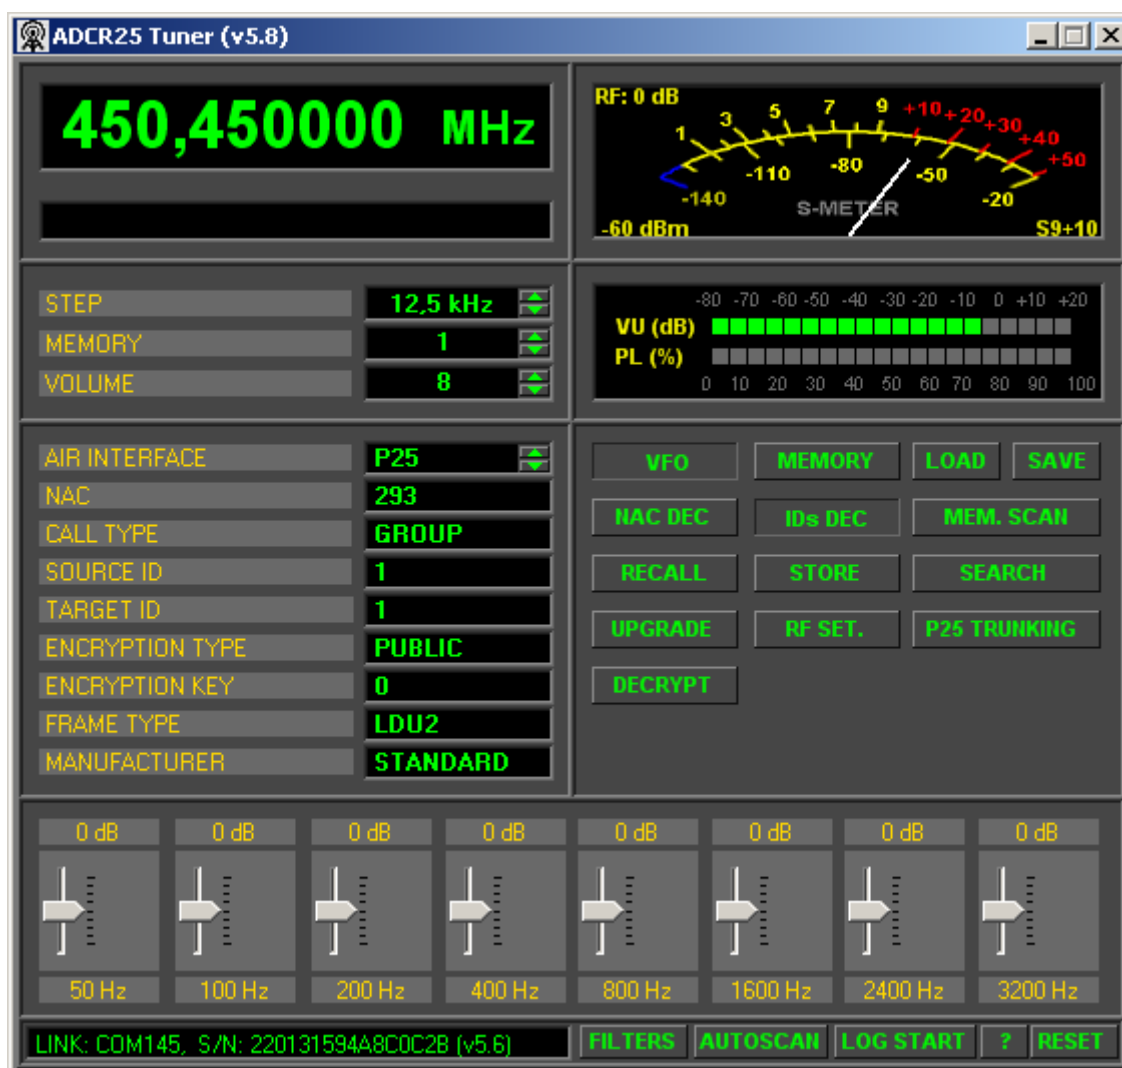 ADCR25 Tuner (v5.8)
450,450000 MHz
RF: 0 dB
1 3 5 7 9 +10 +20 +30 +40 +50
-140 -110 -80 -50 -20
S-METER
-60 dBm S9+10
STEP 12,5 kHz
MEMORY 1
VOLUME 8
-80 -70 -60 -50 -40 -30 -20 -10 0 +10 +20
VU (dB)
PL (%)
0 10 20 30 40 50 60 70 80 90 100
AIR INTERFACE P25
NAC 293
CALL TYPE GROUP
SOURCE ID 1
TARGET ID 1
ENCRYPTION TYPE PUBLIC
ENCRYPTION KEY 0
FRAME TYPE LDU2
MANUFACTURER STANDARD
VFO MEMORY LOAD SAVE
NAC DEC IDs DEC MEM. SCAN
RECALL STORE SEARCH
UPGRADE RF SET. P25 TRUNKING
DECRYPT
0 dB 0 dB 0 dB 0 dB 0 dB 0 dB 0 dB 0 dB
50 Hz 100 Hz 200 Hz 400 Hz 800 Hz 1600 Hz 2400 Hz 3200 Hz
LINK: COM145, S/N: 220131594A8C0C2B (v5.6) FILTERS AUTOSCAN LOG START ? RESET